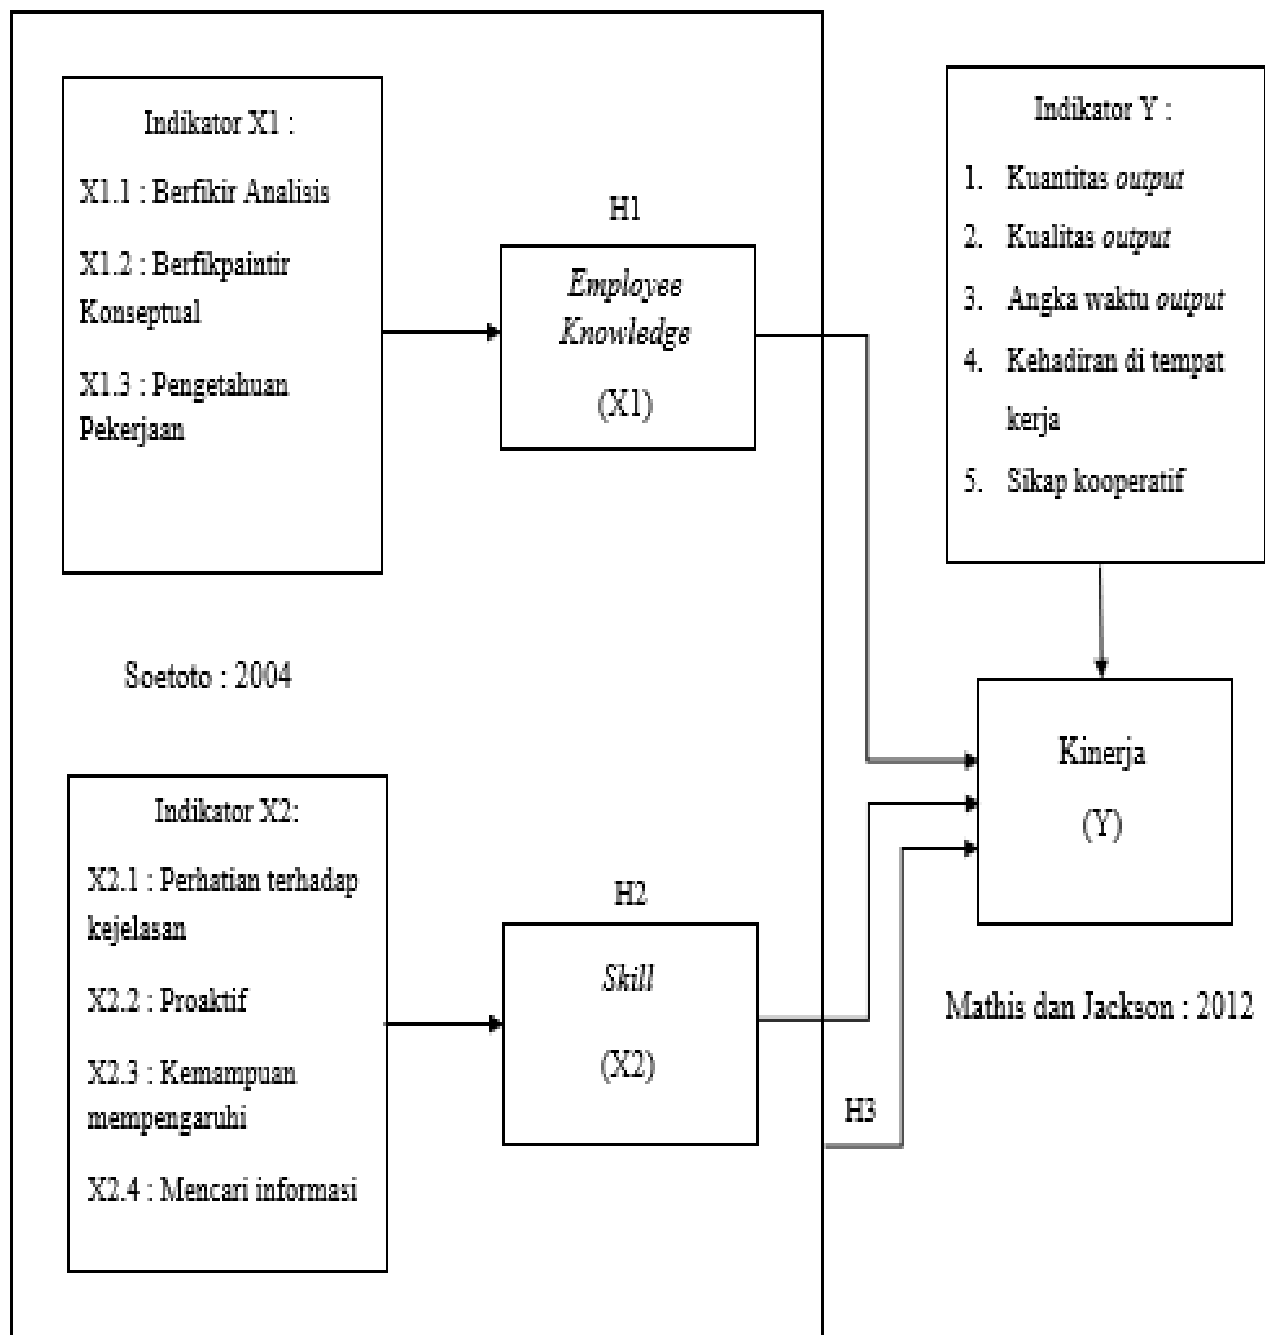 Indikator X1 :
X1.1 : Berfikir Analisis
X1.2 : Berfikpaintir
Konseptual
X1.3 : Pengetahuan
Pekerjaan
H1
Employee
Knowledge
(X1)
Indikator Y :
1. Kuantitas output
2. Kualitas output
3. Angka waktu output
4. Kehadiran di tempat
kerja
5. Sikap kooperatif
Soetoto : 2004
Indikator X2:
X2.1 : Perhatian terhadap
kejelasan
X2.2 : Proaktif
X2.3 : Kemampuan
mempengaruhi
X2.4 : Mencari informasi
H2
Skill
(X2)
H3
Kinerja
(Y)
Mathis dan Jackson : 2012